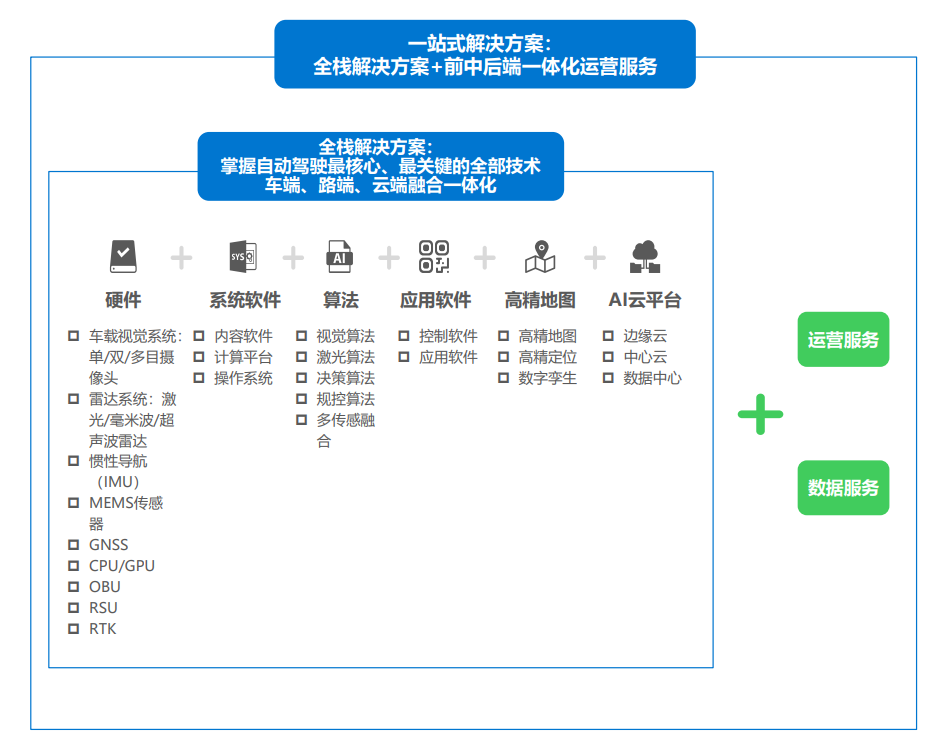 一站式解决方案：
全栈解决方案+前中后端一体化运营服务
全栈解决方案：
掌握自动驾驶最核心、最关键的全部技术
车端、路端、云端融合一体化
SYS
AI
硬件
车载视觉系统：
单/双/多目摄
像头
雷达系统：激
光/毫米波/超
声波雷达
惯性导航
（IMU）
MEMS传感
器
GNSS
CPU/GPU
OBU
RSU
RTK
系统软件
内容软件
计算平台
操作系统
算法
视觉算法
激光算法
决策算法
规控算法
多传感融
合
应用软件
控制软件
应用软件
高精地图
高精地图
高精定位
数字孪生
AI云平台
边缘云
中心云
数据中心
运营服务
数据服务